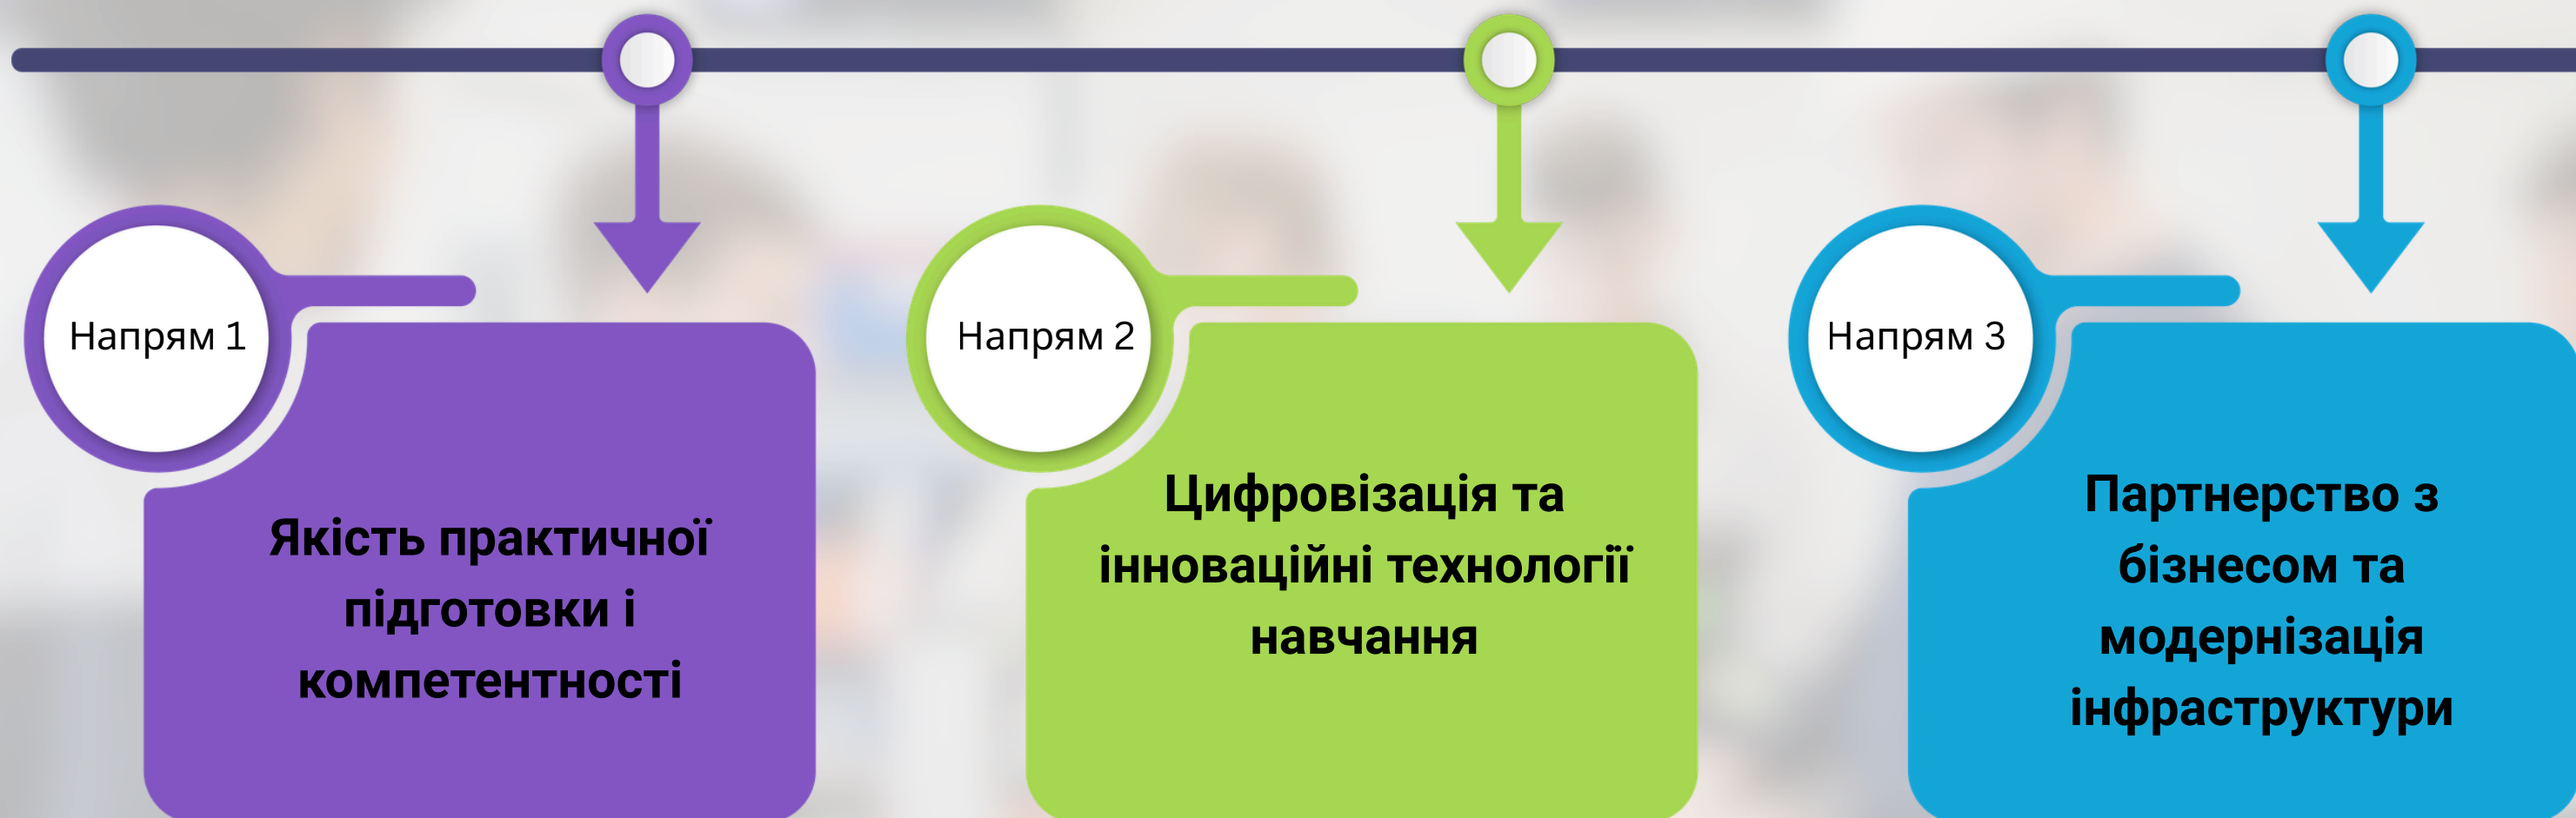 Напрям 1
Якість практичної
підготовки і
компетентності
Напрям 2
Цифровізація та
інноваційні технології
навчання
Напрям 3
Партнерство з
бізнесом та
модернізація
інфраструктури